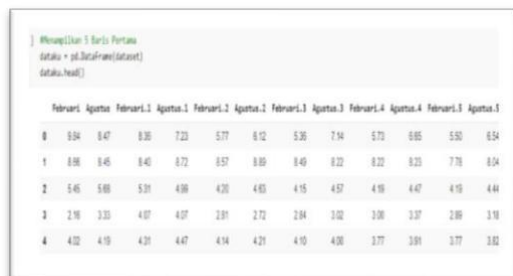 ] #Menampilkan 5 Baris Pertama
dataku = pd.DataFrame(dataset)
dataku.head()
Februari Agustus Februari.1 Agustus.1 Februari.2 Agustus.2 Februari.3 Agustus.3 Februari.4 Agustus.4 Februari.5 Agustus.5
0 9.84 8.47 8.36 7.23 5.77 6.12 5.36 7.14 5.73 6.65 5.50 6.54
1 8.56 9.45 8.40 8.72 8.57 8.89 8.49 8.22 8.22 9.23 7.78 8.04
2 5.45 5.68 5.31 4.99 4.20 4.63 4.15 4.57 4.19 4.47 4.19 4.44
3 2.16 3.33 4.07 4.07 2.81 2.72 2.84 3.02 3.06 3.37 2.89 3.18
4 4.02 4.19 4.31 4.47 4.14 4.21 4.10 4.00 3.77 3.91 3.77 3.82